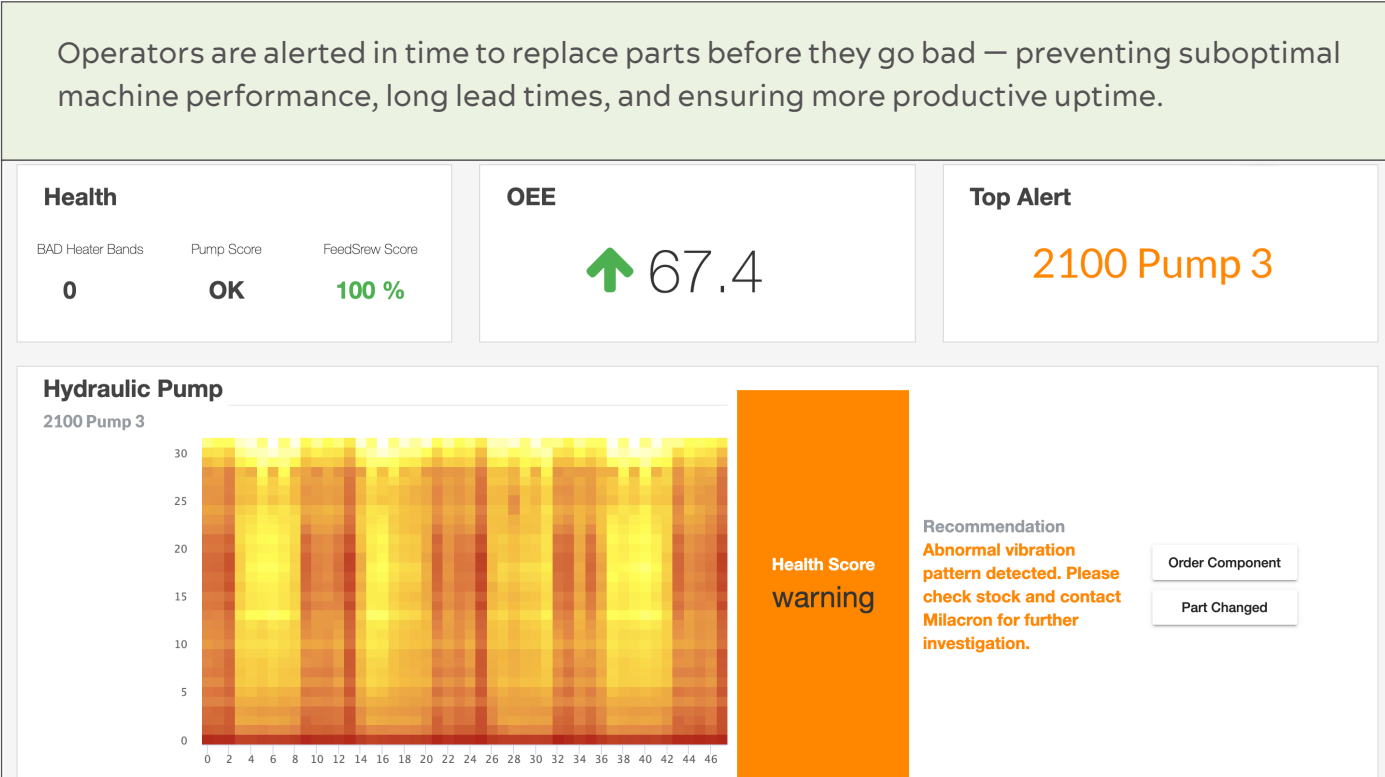 Operators are alerted in time to replace parts before they go bad — preventing suboptimal
machine performance, long lead times, and ensuring more productive uptime.
Health
BAD Heater Bands Pump Score FeedSrew Score
0 OK 100 %
OEE
67.4
Top Alert
2100 Pump 3
Hydraulic Pump
2100 Pump 3
30
25
20
15
10
5
0
0 2 4 6 8 10 12 14 16 18 20 22 24 26 28 30 32 34 36 38 40 42 44 46
Health Score
warning
Recommendation
Abnormal vibration
pattern detected. Please
check stock and contact
Milacron for further
investigation.
Order Component
Part Changed